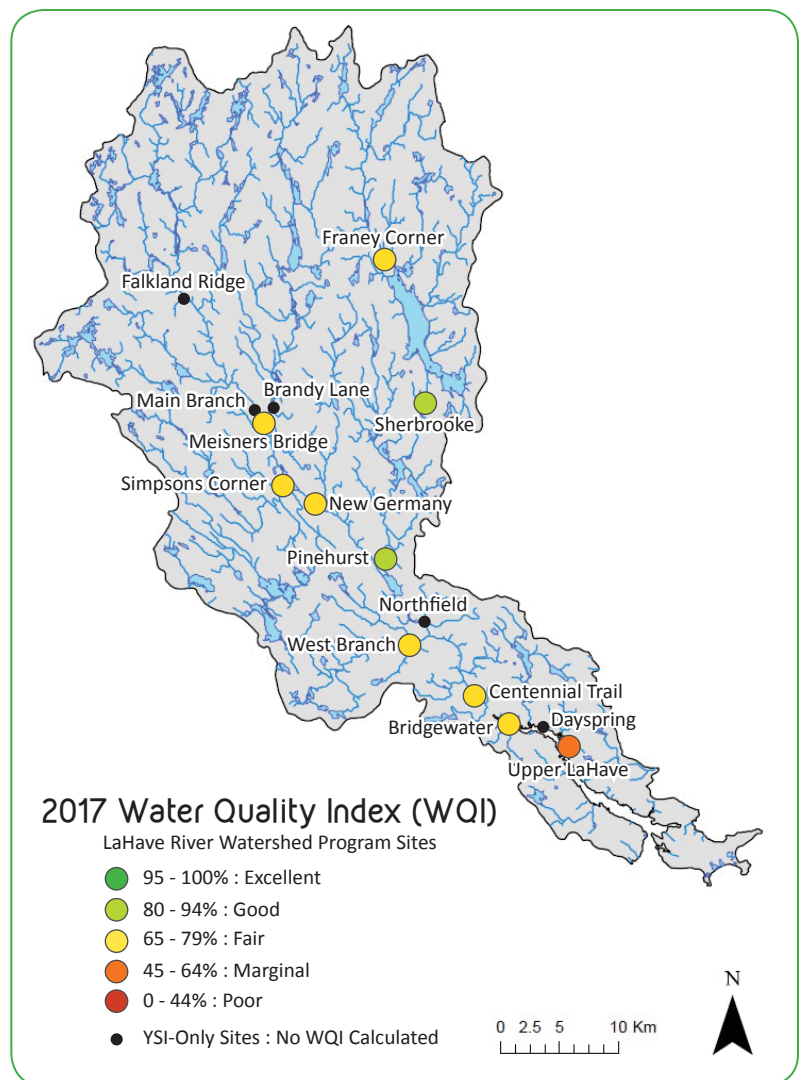 Franey Corner
Falkland Ridge
Brandy Lane
Main Branch
Sherbrooke
Meisners Bridge
Simpsons Corner
New Germany
Pinehurst
Northfield
West Branch
Centennial Trail
Dayspring
Bridgewater
Upper LaHave
2017 Water Quality Index (WQI)
LaHave River Watershed Program Sites
95 - 100% : Excellent
80 - 94% : Good
65 - 79% : Fair
45 - 64% : Marginal
0 - 44% : Poor
YSI-Only Sites : No WQI Calculated
0 2.5 5 10 Km
N